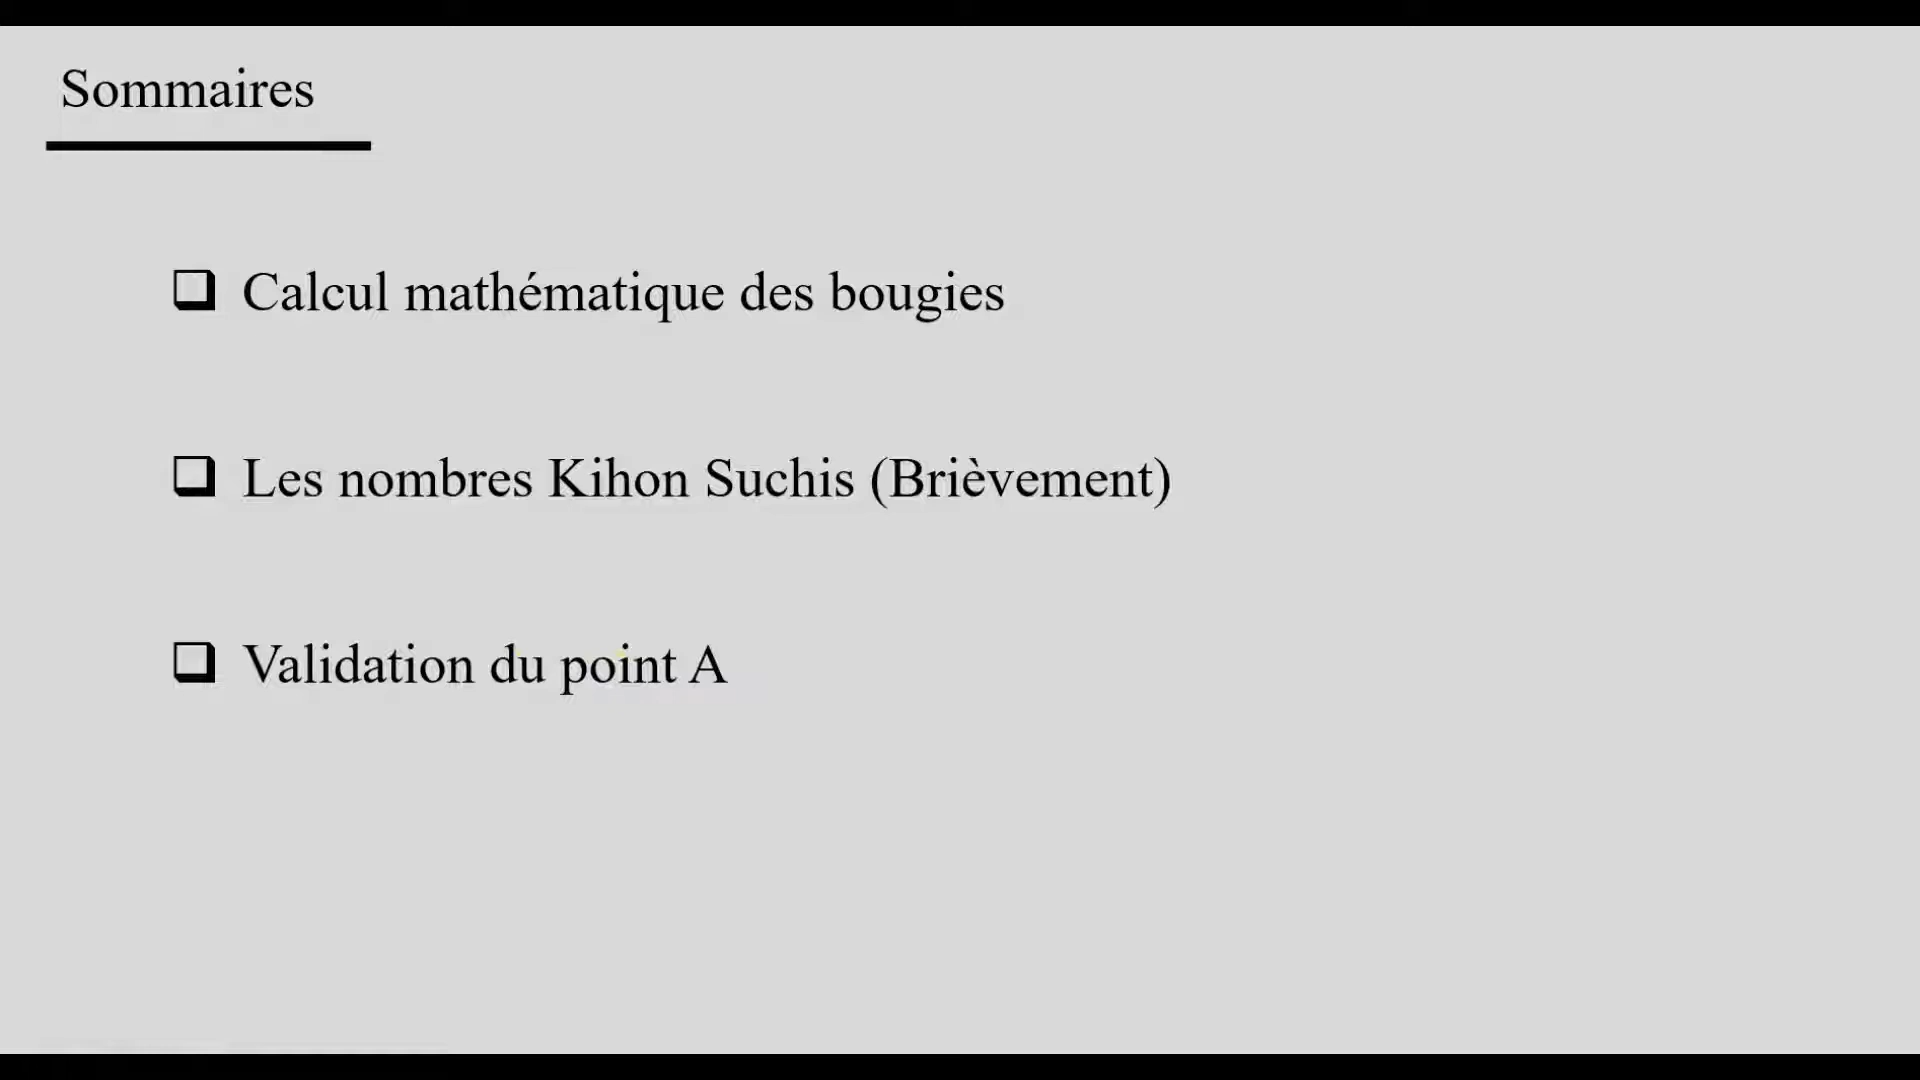 Sommaires
Calcul mathématique des bougies
Les nombres Kihon Suchis (Brièvement)
Validation du point A